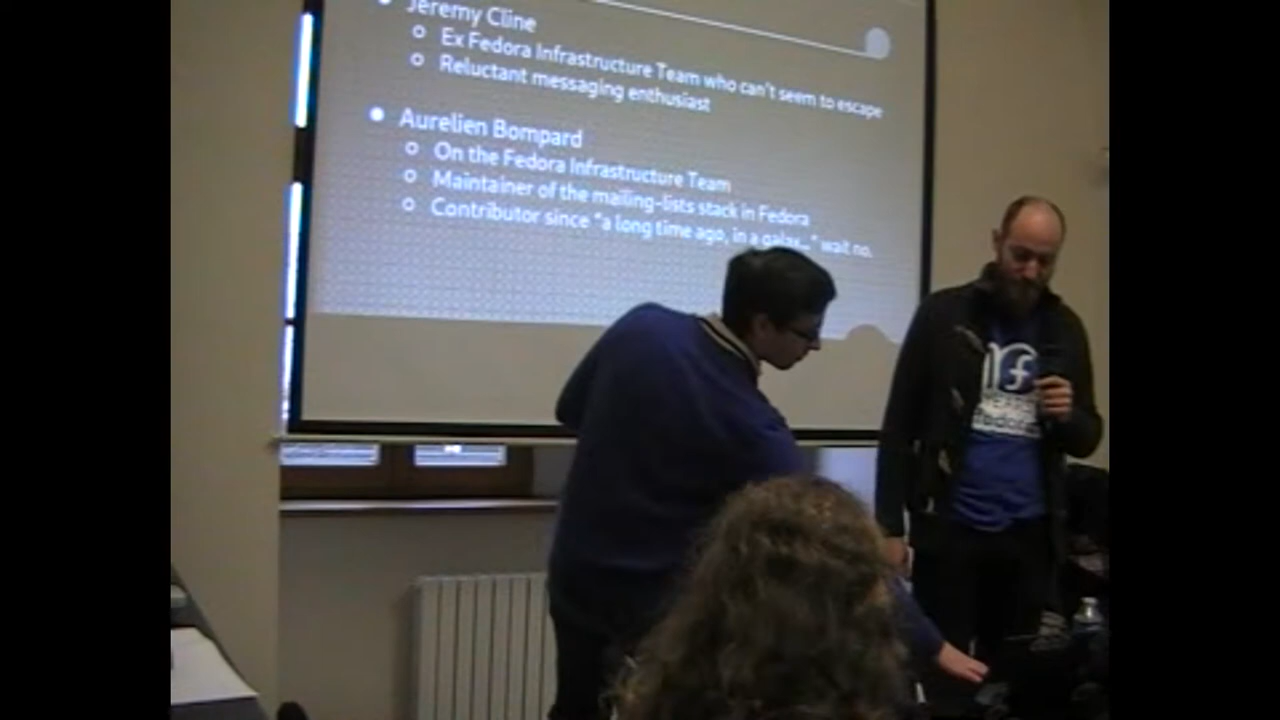 Jeremy Cline
Ex Fedora Infrastructure Team who can't seem to escape
Reluctant messaging enthusiast
Aurelien Bompard
On the Fedora Infrastructure Team
Maintainer of the mailing-lists stack in Fedora
Contributor since "a long time ago, in a galax..." wait no.
fedora